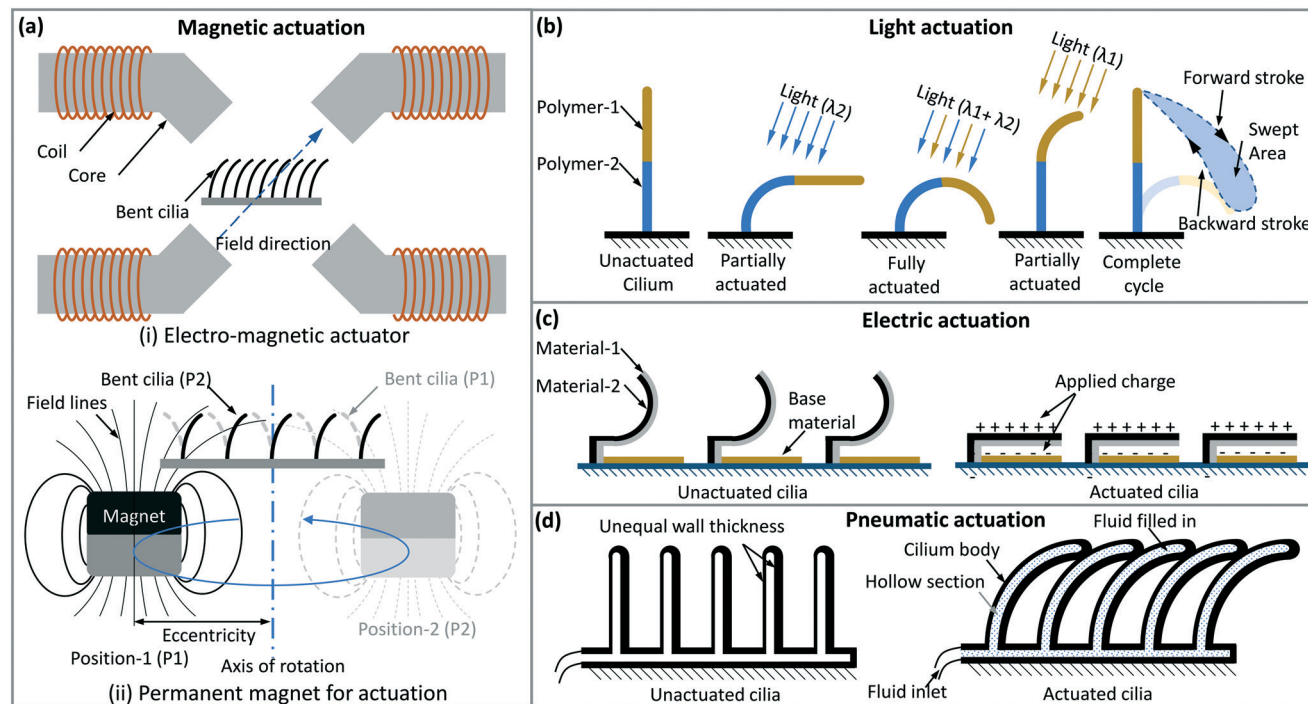 (a)
Magnetic actuation
Coil
Core
Bent cilia
Field direction
(i) Electro-magnetic actuator
Bent cilia (P2)
Bent cilia (P1)
Field lines
Magnet
Eccentricity
Position-1 (P1)
Position-2 (P2)
Axis of rotation
(ii) Permanent magnet for actuation
(b)
Light actuation
Polymer-1
Polymer-2
Light (λ2)
Light (λ1+ λ2)
Light (λ1)
Forward stroke
Swept
Area
Backward stroke
Unactuated
Cilium
Partially
actuated
Fully
actuated
Partially
actuated
Complete
cycle
(c)
Electric actuation
Material-1
Material-2
Base
material
Applied charge
+ + + + + +
+ + + + + +
+ + + + + +
- - - - - -
- - - - - -
- - - - - -
Unactuated cilia
Actuated cilia
(d)
Pneumatic actuation
Unequal wall thickness
Fluid filled in
Cilium body
Hollow section
Fluid inlet
Unactuated cilia
Actuated cilia